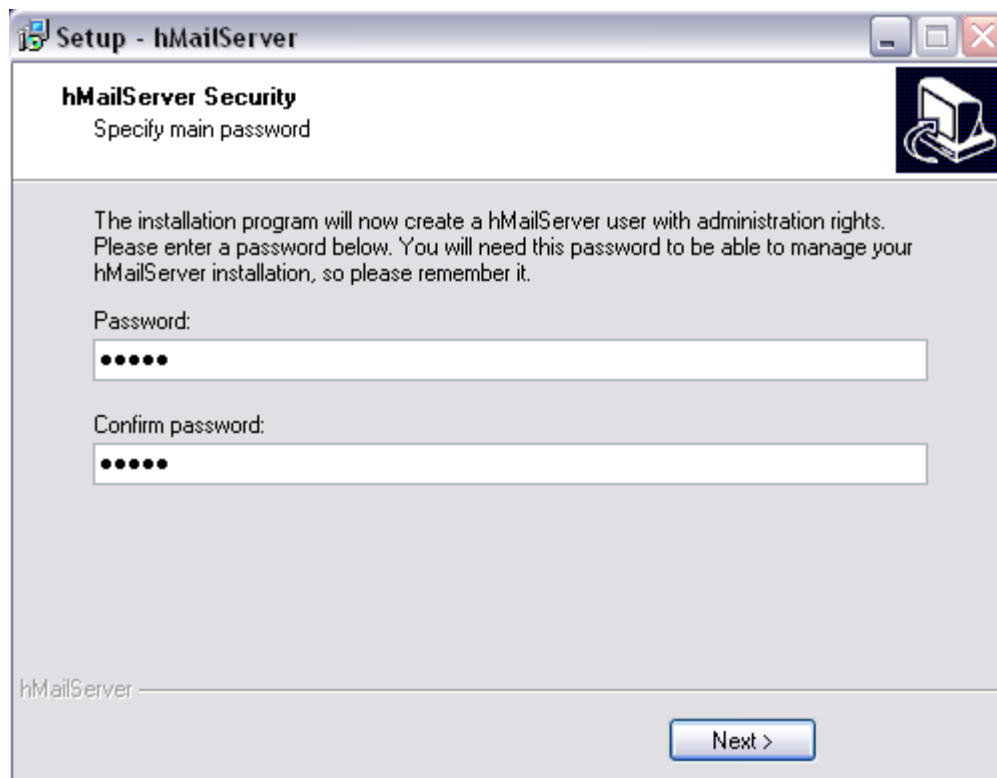 Setup - hMailServer
hMailServer Security
Specify main password
The installation program will now create a hMailServer user with administration rights.
Please enter a password below. You will need this password to be able to manage your
hMailServer installation, so please remember it.
Password:
●●●●●
Confirm password:
●●●●●
hMailServer
Next >